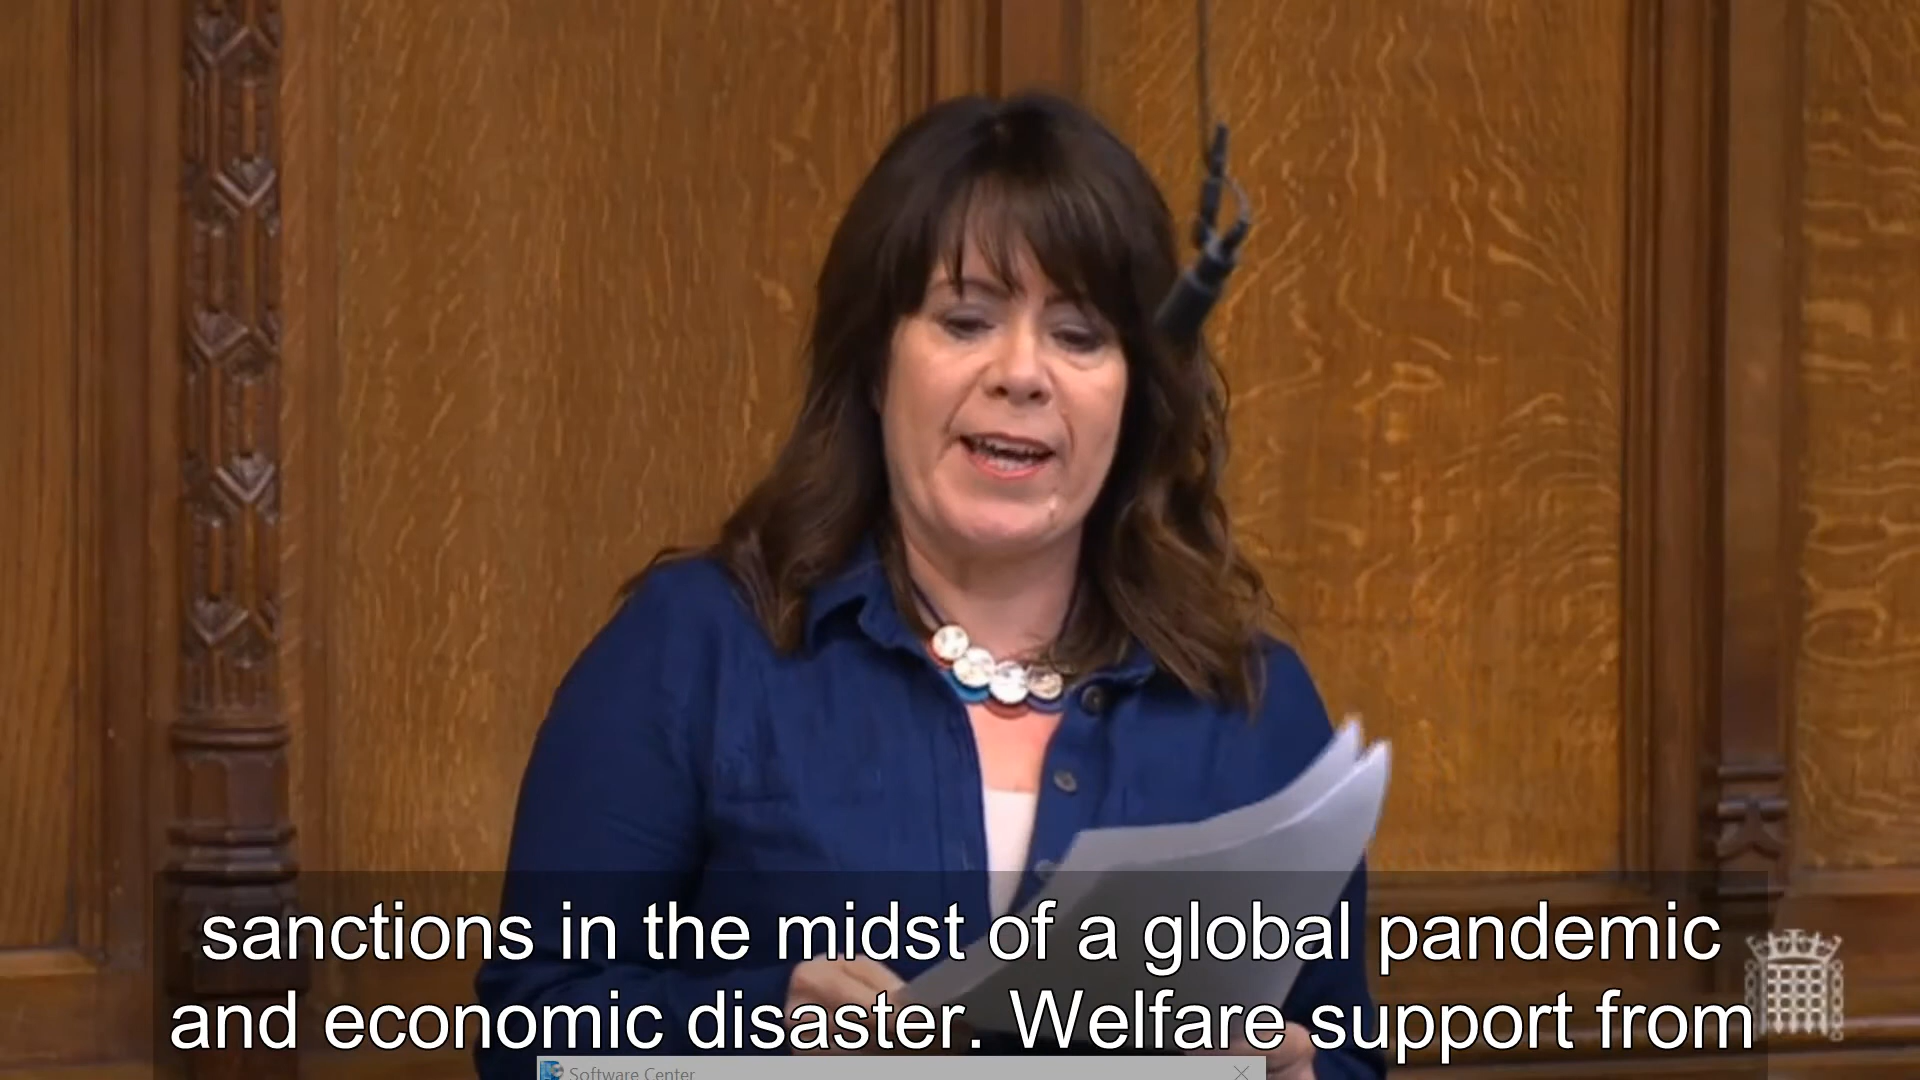 sanctions in the midst of a global pandemic
and economic disaster. Welfare support from
Software Center